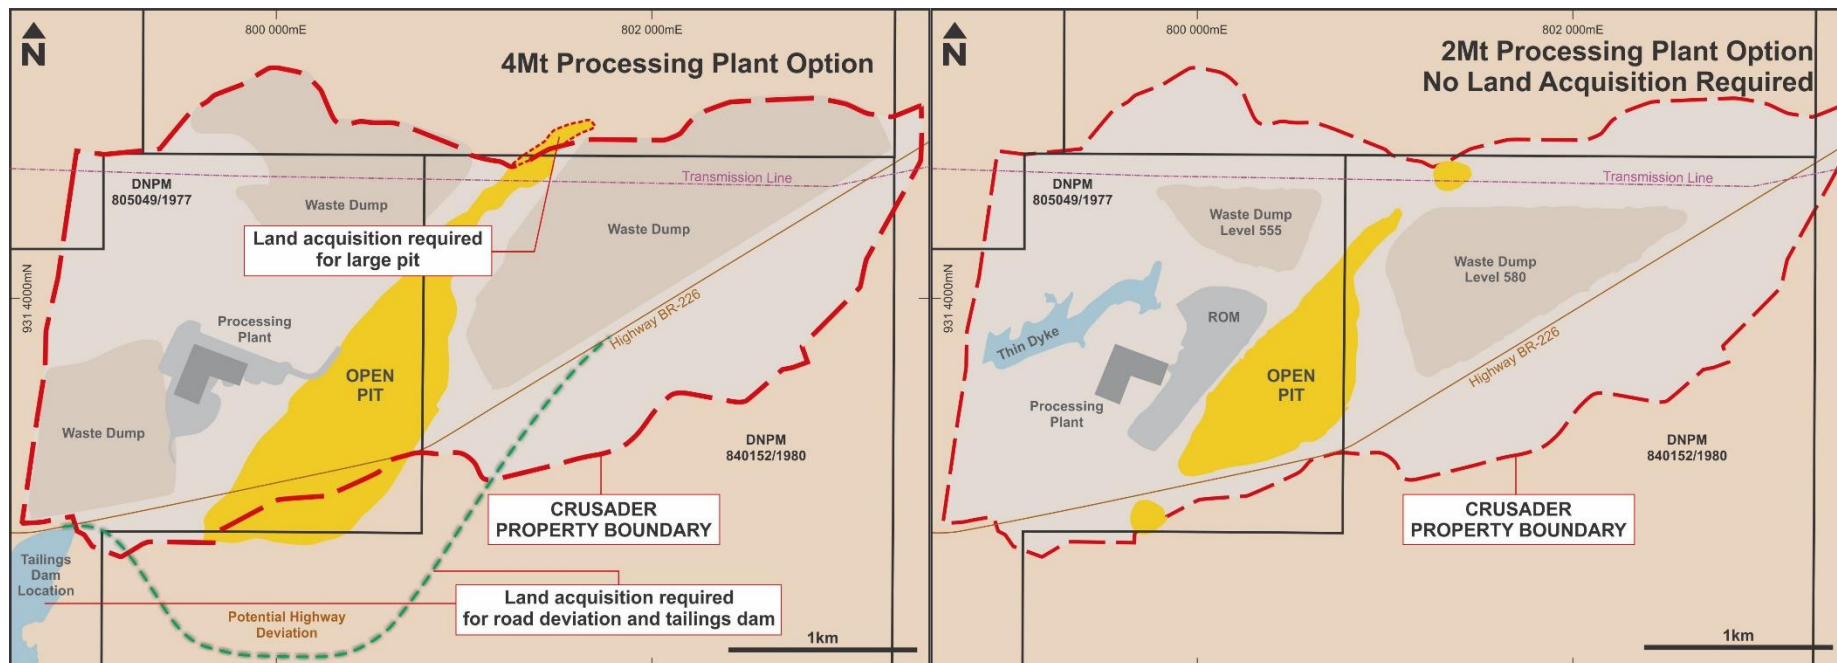 800 000mE
802 000mE
N
4Mt Processing Plant Option
Transmission Line
DNPM
805049/1977
Waste Dump
Waste Dump
Land acquisition required
for large pit
931 4000mN
Highway BR-226
Processing
Plant
OPEN
PIT
Waste Dump
DNPM
840152/1980
CRUSADER
PROPERTY BOUNDARY
Tailings
Dam
Location
Land acquisition required
for road deviation and tailings dam
Potential Highway
Deviation
1km
800 000mE
802 000mE
N
2Mt Processing Plant Option
No Land Acquisition Required
Transmission Line
DNPM
805049/1977
Waste Dump
Level 555
Waste Dump
Level 580
931 4000mN
ROM
Thin Dyke
Highway BR-226
OPEN
PIT
Processing
Plant
DNPM
840152/1980
CRUSADER
PROPERTY BOUNDARY
1km